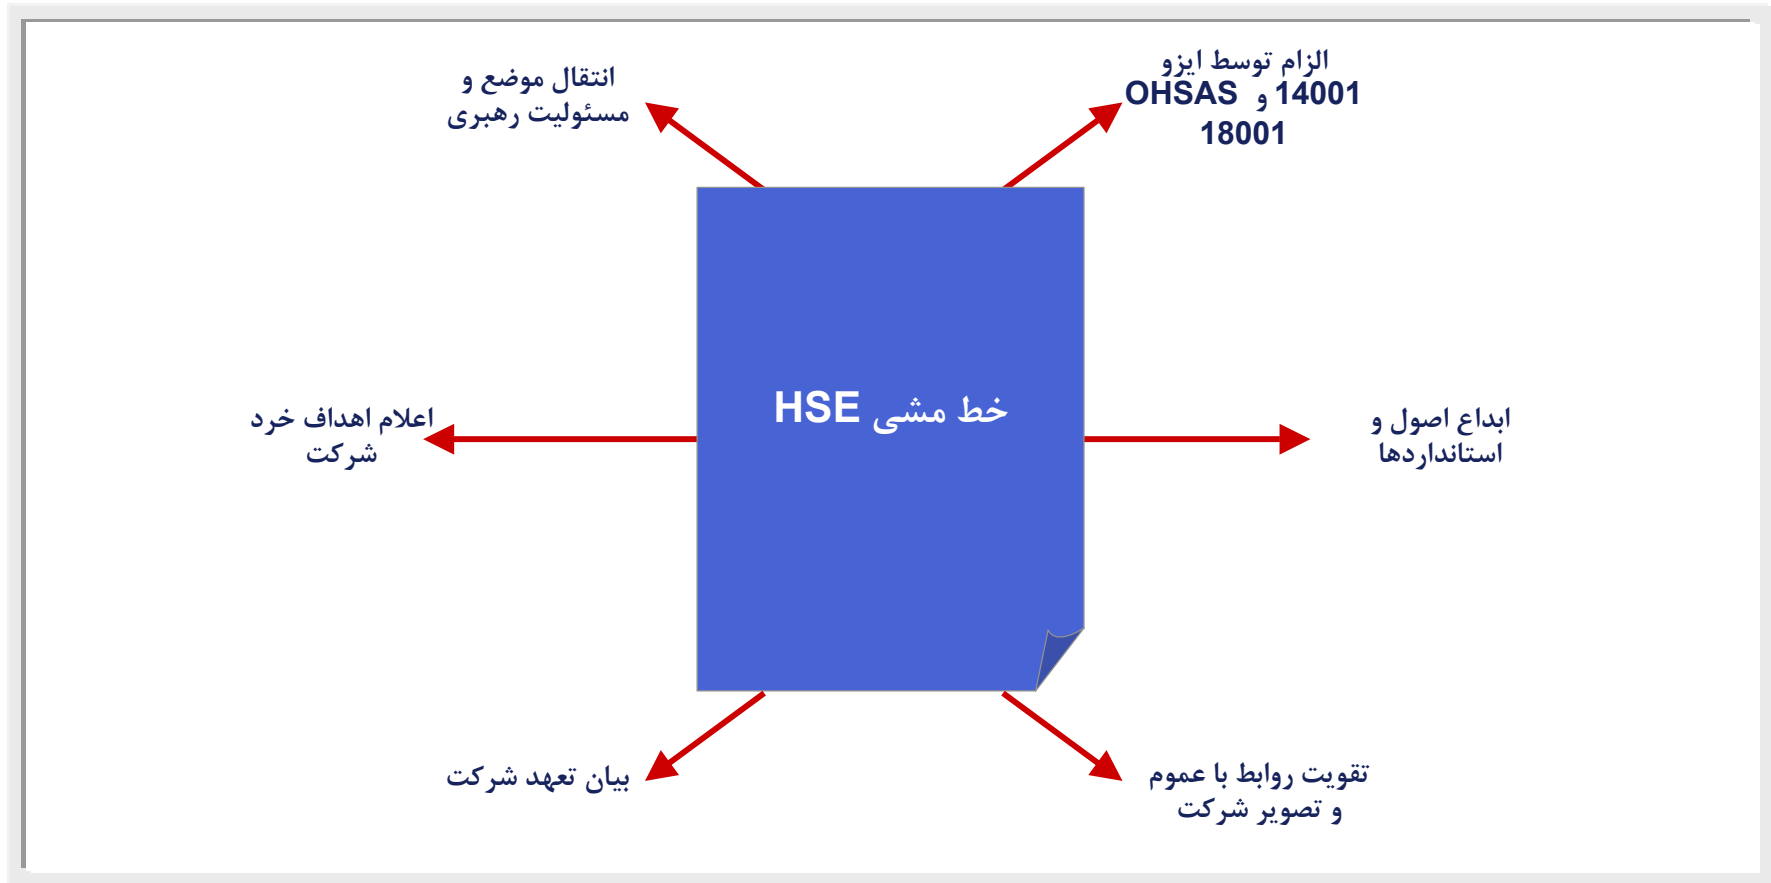 الزام توسط ایزو
14001 و OHSAS
18001
انتقال موضع و
مسئولیت رهبری
خط مشی HSE
ابداع اصول و
استانداردها
اعلام اهداف خرد
شرکت
تقویت روابط با عموم
و تصویر شرکت
بیان تعهد شرکت